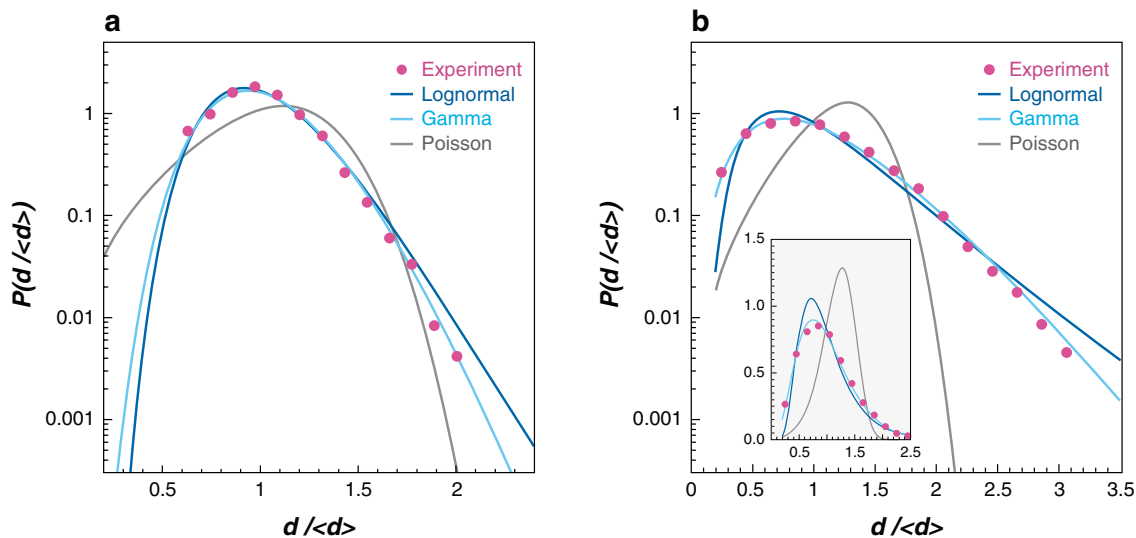 a
P(d /<d>)
1
0.1
0.01
0.001
Experiment
Lognormal
Gamma
Poisson
0.5
1
1.5
2
d /<d>
b
P(d /<d>)
1
0.1
0.01
0.001
Experiment
Lognormal
Gamma
Poisson
1.5
1.0
0.5
0.0
0.5
1.5
2.5
0
0.5
1
1.5
2
2.5
3
3.5
d /<d>